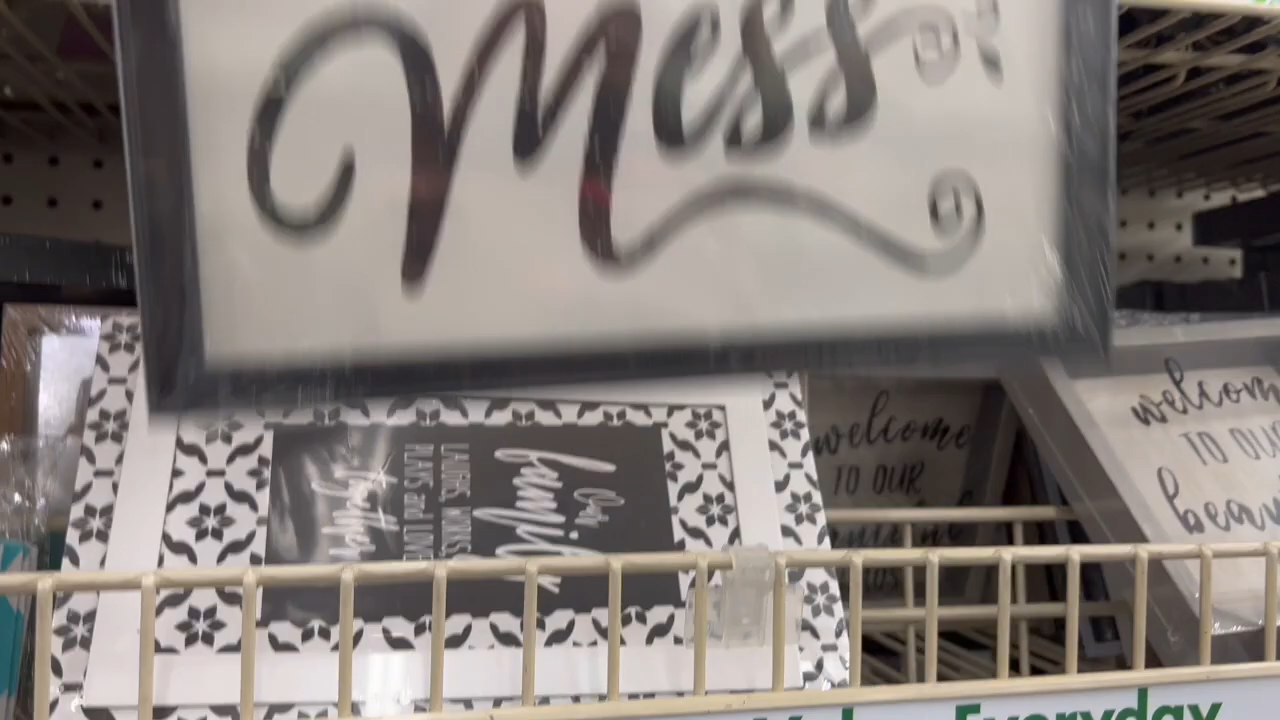 Mess
Our
family
LAUGHS, WORKS,
PLAYS and LOVES
together
welcome
TO OUR
welcome
TO OUR
Everyday